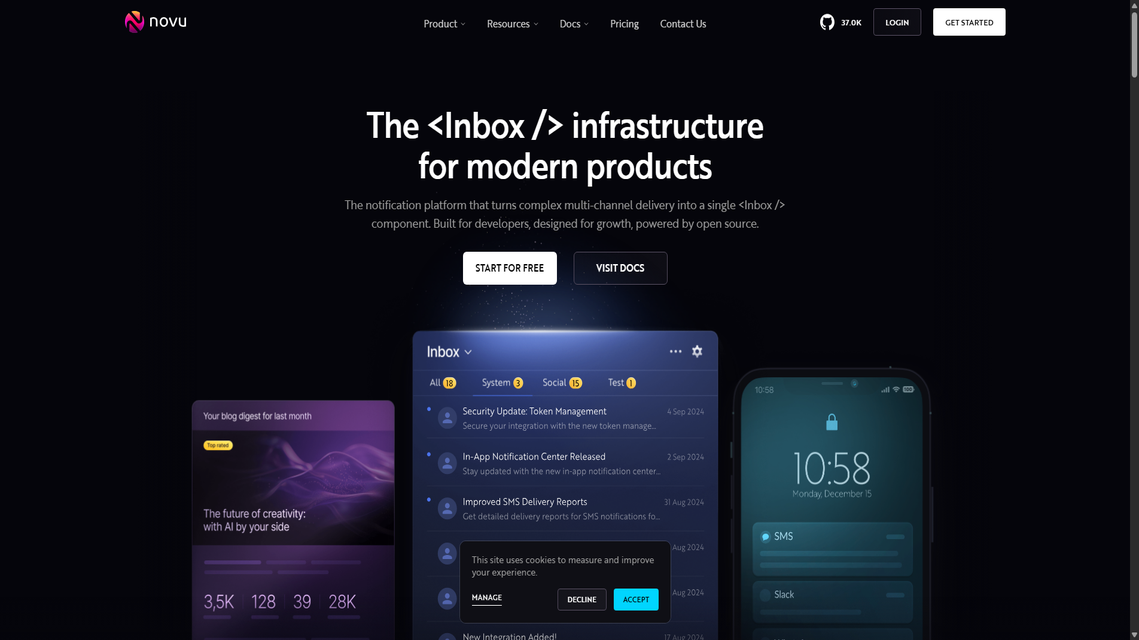 novu
Product
Resources
Docs
Pricing
Contact Us
37.0K
LOGIN
GET STARTED
The <Inbox /> infrastructure
for modern products
The notification platform that turns complex multi-channel delivery into a single <Inbox />
component. Built for developers, designed for growth, powered by open source.
START FOR FREE
VISIT DOCS
Your blog digest for last month
Top rated
The future of creativity:
with AI by your side
3,5K 128 39 28K
Inbox
All 18 System 3 Social 15 Test 1
Security Update: Token Management 4 Sep 2024
Secure your integration with the new token manage...
In-App Notification Center Released 2 Sep 2024
Stay updated with the new in-app notification center...
Improved SMS Delivery Reports 31 Aug 2024
Get detailed delivery reports for SMS notifications fo...
Aug 2024
Aug 2024
New Integration Added! 17 Aug 2024
This site uses cookies to measure and improve
your experience.
MANAGE
DECLINE
ACCEPT
10:58
10:58
Monday, December 15
SMS
Slack